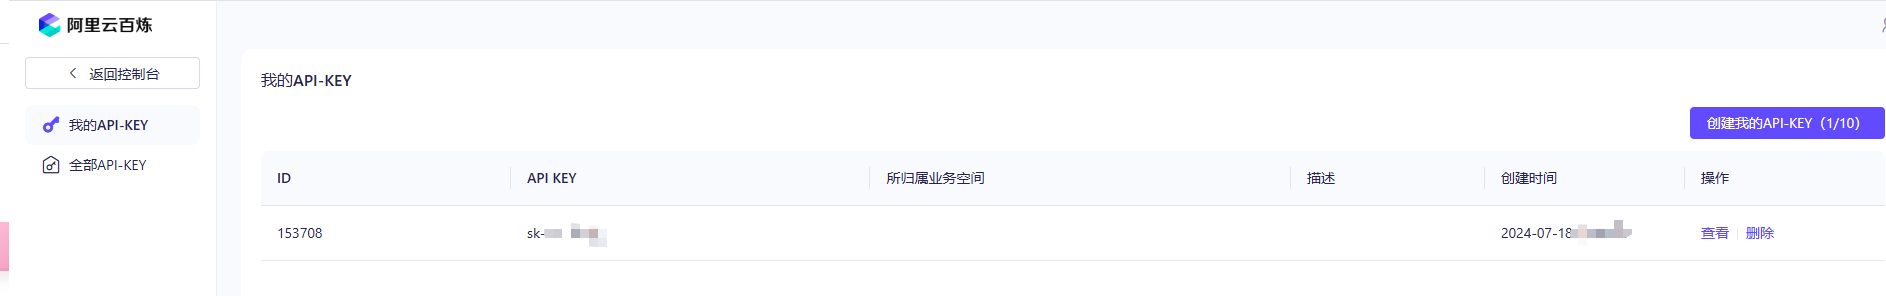 阿里云百炼
返回控制台
我的API-KEY
全部API-KEY
我的API-KEY
创建我的API-KEY（1/10）
ID API KEY 所归属业务空间 描述 创建时间 操作
153708 sk- 2024-07-18 查看 删除